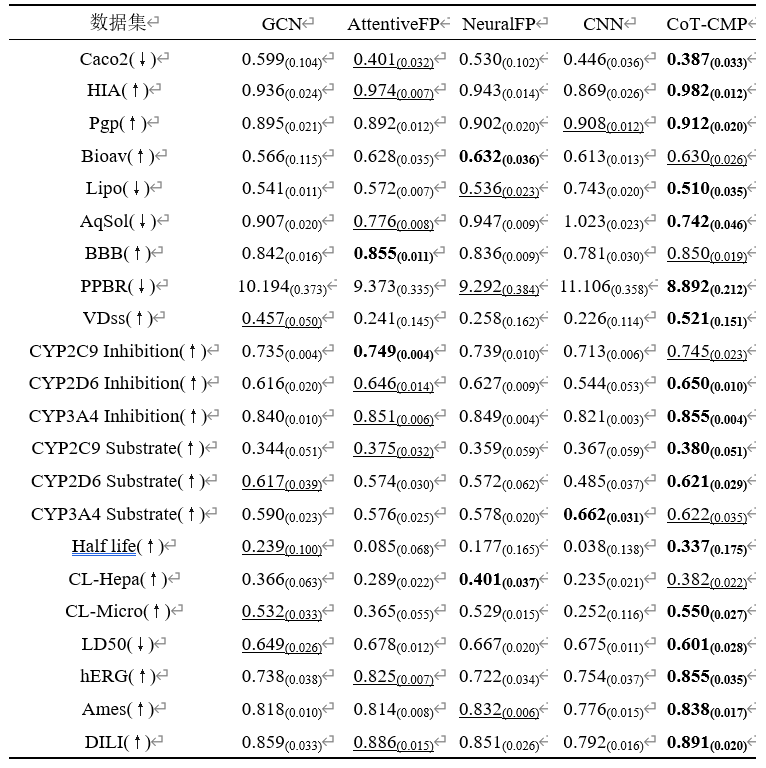 数据集 GCN AttentiveFP NeuralFP CNN CoT-CMP
Caco2(↓) 0.599(0.104) 0.401(0.032) 0.530(0.102) 0.446(0.036) 0.387(0.033)
HIA(↑) 0.936(0.024) 0.974(0.007) 0.943(0.014) 0.869(0.026) 0.982(0.012)
Pgp(↑) 0.895(0.021) 0.892(0.012) 0.902(0.020) 0.908(0.012) 0.912(0.020)
Bioav(↑) 0.566(0.115) 0.628(0.035) 0.632(0.036) 0.613(0.013) 0.630(0.026)
Lipo(↓) 0.541(0.011) 0.572(0.007) 0.536(0.023) 0.743(0.020) 0.510(0.035)
AqSol(↓) 0.907(0.020) 0.776(0.008) 0.947(0.009) 1.023(0.023) 0.742(0.046)
BBB(↑) 0.842(0.016) 0.855(0.011) 0.836(0.009) 0.781(0.030) 0.850(0.019)
PPBR(↓) 10.194(0.373) 9.373(0.335) 9.292(0.384) 11.106(0.358) 8.892(0.212)
VDss(↑) 0.457(0.050) 0.241(0.145) 0.258(0.162) 0.226(0.114) 0.521(0.151)
CYP2C9 Inhibition(↑) 0.735(0.004) 0.749(0.004) 0.739(0.010) 0.713(0.006) 0.745(0.023)
CYP2D6 Inhibition(↑) 0.616(0.020) 0.646(0.014) 0.627(0.009) 0.544(0.053) 0.650(0.010)
CYP3A4 Inhibition(↑) 0.840(0.010) 0.851(0.006) 0.849(0.004) 0.821(0.003) 0.855(0.004)
CYP2C9 Substrate(↑) 0.344(0.051) 0.375(0.032) 0.359(0.059) 0.367(0.059) 0.380(0.051)
CYP2D6 Substrate(↑) 0.617(0.039) 0.574(0.030) 0.572(0.062) 0.485(0.037) 0.621(0.029)
CYP3A4 Substrate(↑) 0.590(0.023) 0.576(0.025) 0.578(0.020) 0.662(0.031) 0.622(0.035)
Half life(↑) 0.239(0.100) 0.085(0.068) 0.177(0.165) 0.038(0.138) 0.337(0.175)
CL-Hepa(↑) 0.366(0.063) 0.289(0.022) 0.401(0.037) 0.235(0.021) 0.382(0.022)
CL-Micro(↑) 0.532(0.033) 0.365(0.055) 0.529(0.015) 0.252(0.116) 0.550(0.027)
LD50(↓) 0.649(0.026) 0.678(0.012) 0.667(0.020) 0.675(0.011) 0.601(0.028)
hERG(↑) 0.738(0.038) 0.825(0.007) 0.722(0.034) 0.754(0.037) 0.855(0.035)
Ames(↑) 0.818(0.010) 0.814(0.008) 0.832(0.006) 0.776(0.015) 0.838(0.017)
DILI(↑) 0.859(0.033) 0.886(0.015) 0.851(0.026) 0.792(0.016) 0.891(0.020)